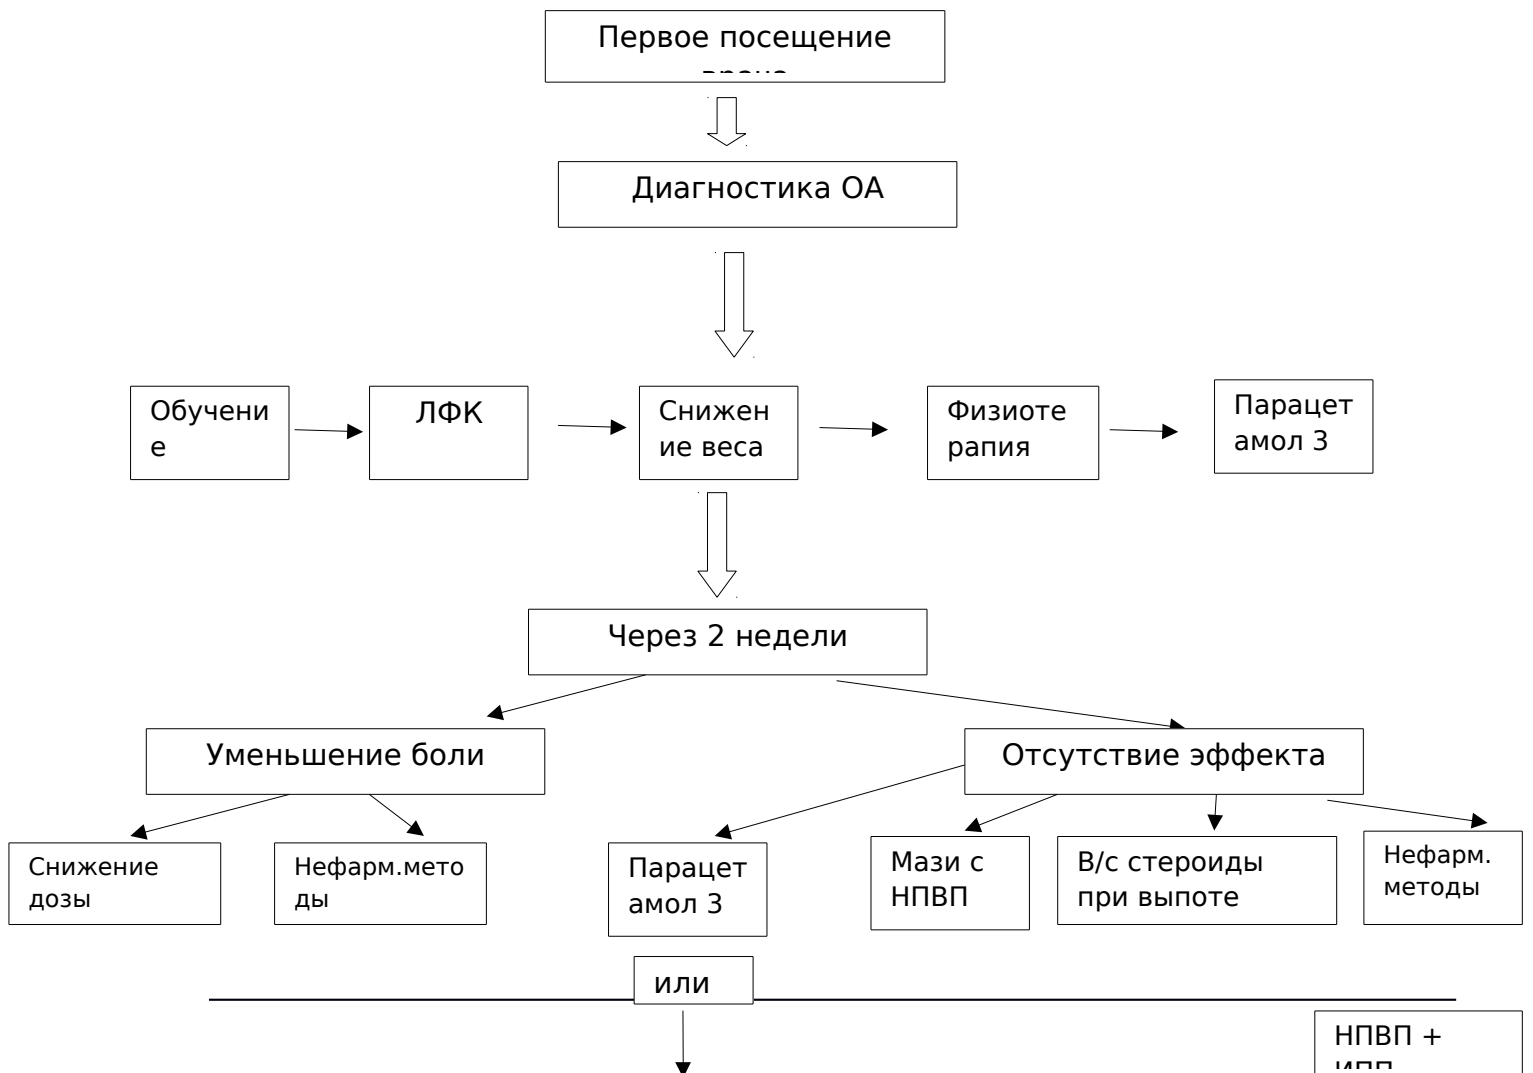 Первое посещение
Диагностика ОА
Обучени
е
ЛФК
Снижен
ие веса
Физиоте
рапия
Парацет
амол 3
Через 2 недели
Уменьшение боли
Отсутствие эффекта
Снижение
дозы
Нефарм.мето
ды
Парацет
амол 3
Мази с
НПВП
В/с стероиды
при выпоте
Нефарм.
методы
или
НПВП +